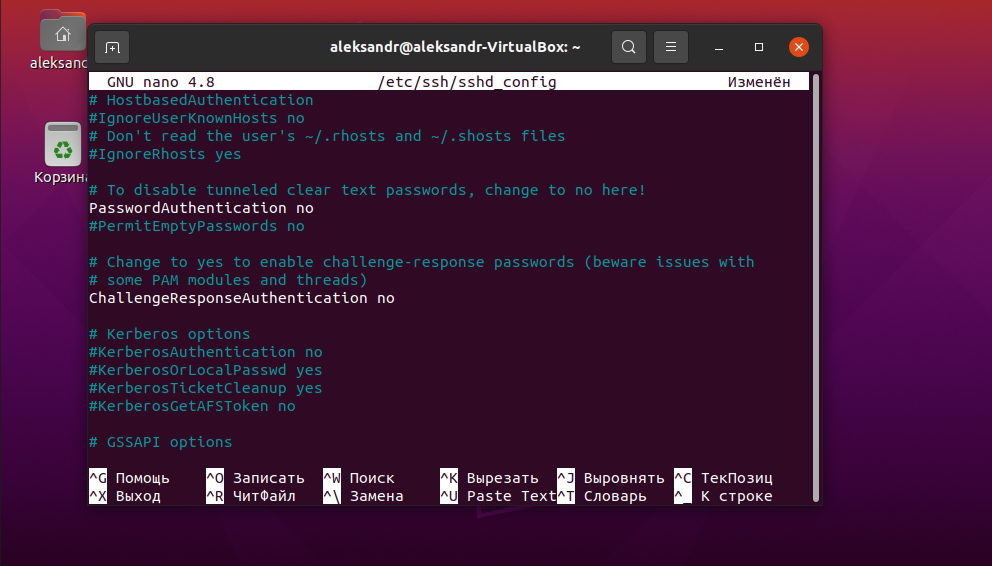 aleksandr@aleksandr-VirtualBox: ~
aleksand
Корзина
GNU nano 4.8 /etc/ssh/sshd_config Изменён
# HostbasedAuthentication
#IgnoreUserKnownHosts no
# Don't read the user's ~/.rhosts and ~/.shosts files
#IgnoreRhosts yes
# To disable tunneled clear text passwords, change to no here!
PasswordAuthentication no
#PermitEmptyPasswords no
# Change to yes to enable challenge-response passwords (beware issues with
# some PAM modules and threads)
ChallengeResponseAuthentication no
# Kerberos options
#KerberosAuthentication no
#KerberosOrLocalPasswd yes
#KerberosTicketCleanup yes
#KerberosGetAFSToken no
# GSSAPI options
^G Помощь ^O Записать ^W Поиск ^K Вырезать ^J Выровнять ^C ТекПозиц
^X Выход ^R ЧитФайл ^\ Замена ^U Paste Text ^T Словарь ^_ К строке